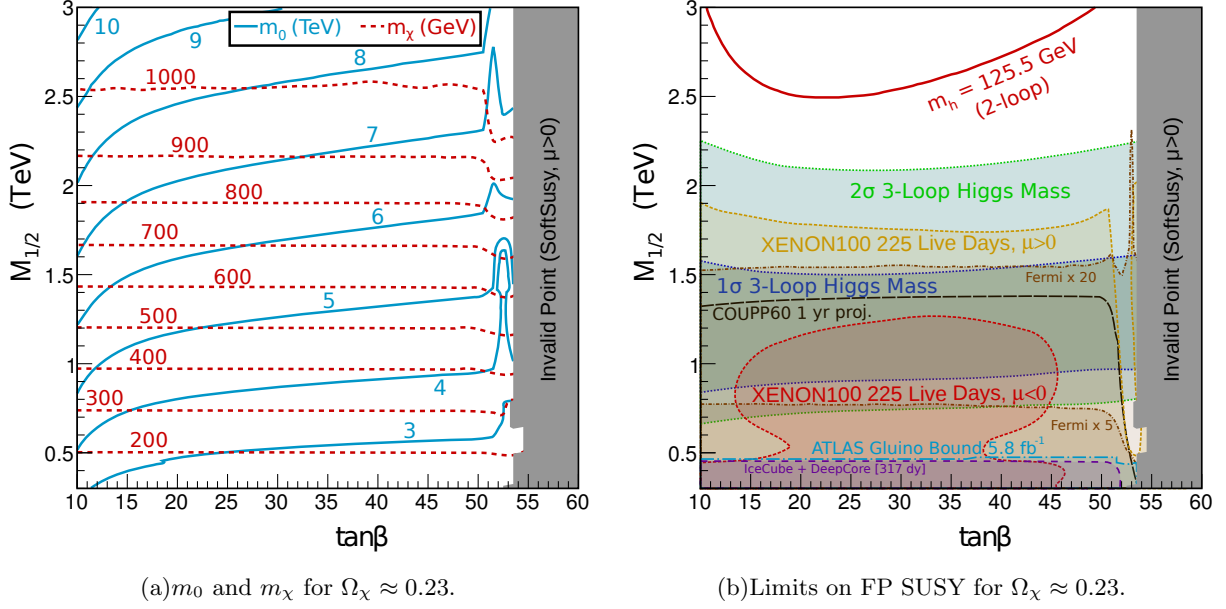 3
2.5
2
1.5
1
0.5
M1/2 (TeV)
10
9
m0 (TeV)
mχ (GeV)
8
1000
7
900
800
6
700
600
5
500
400
4
300
3
200
Invalid Point (SoftSusy, μ>0)
10 15 20 25 30 35 40 45 50 55 60
tanβ
(a)m0 and mχ for Ωχ ≈ 0.23.
3
2.5
2
1.5
1
0.5
M1/2 (TeV)
mh = 125.5 GeV
(2-loop)
2σ 3-Loop Higgs Mass
XENON100 225 Live Days, μ>0
Fermi x 20
1σ 3-Loop Higgs Mass
COUPP60 1 yr proj.
XENON100 225 Live Days, μ<0
Fermi x 5
ATLAS Gluino Bound 5.8 fb-1
IceCube + DeepCore [317 dy]
Invalid Point (SoftSusy, μ>0)
10 15 20 25 30 35 40 45 50 55 60
tanβ
(b)Limits on FP SUSY for Ωχ ≈ 0.23.